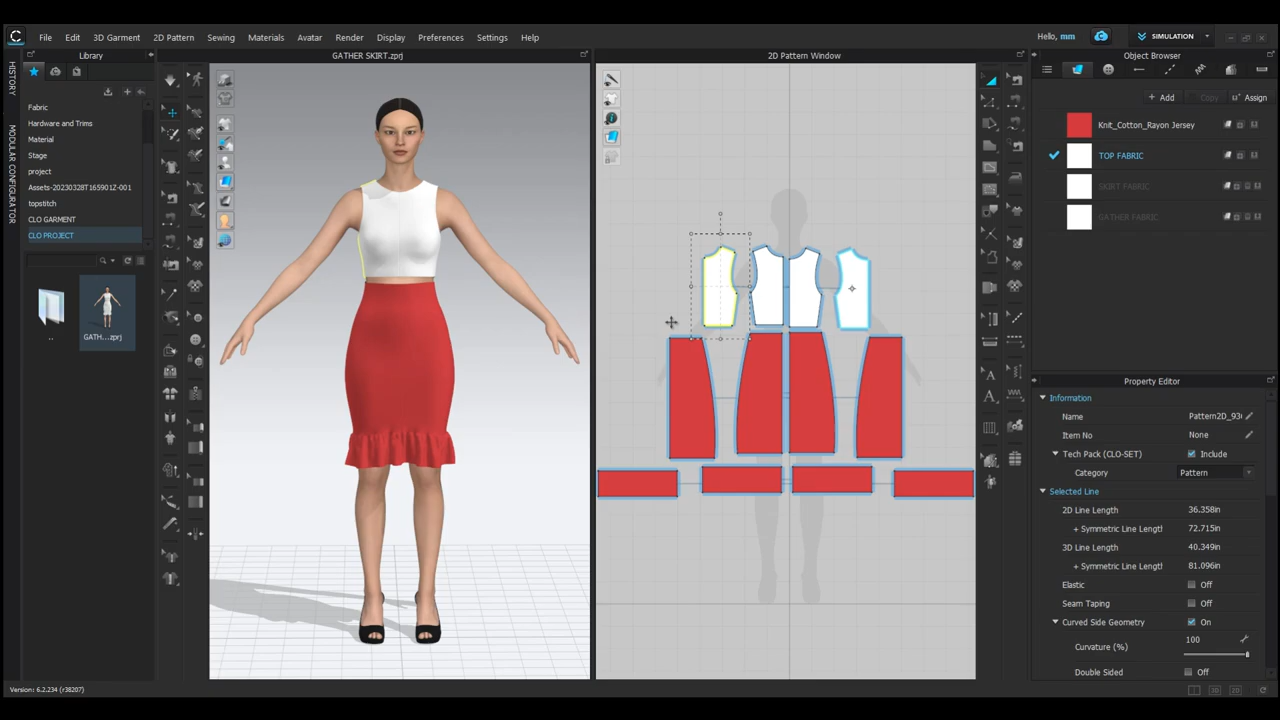 File Edit 3D Garment 2D Pattern Sewing Materials Avatar Render Display Preferences Settings Help
Hello, mm
SIMULATION
Library
GATHER SKIRT.zprj
2D Pattern Window
Object Browser
HISTORY
MODULAR CONFIGURATOR
Fabric
Hardware and Trims
Material
Stage
project
Assets-20230328T165901Z-001
topstitch
CLO GARMENT
CLO PROJECT
..
GATH...zprj
Add
Copy
Assign
Knit_Cotton_Rayon Jersey
TOP FABRIC
SKIRT FABRIC
GATHER FABRIC
Property Editor
Information
Name Pattern2D_93
Item No None
Tech Pack (CLO-SET) Include
Category Pattern
Selected Line
2D Line Length 36.358in
+ Symmetric Line Lengtl 72.715in
3D Line Length 40.349in
+ Symmetric Line Lengtl 81.096in
Elastic Off
Seam Taping Off
Curved Side Geometry On
Curvature (%) 100
Double Sided Off
Version: 6.2.234 (r38207)
3D
2D